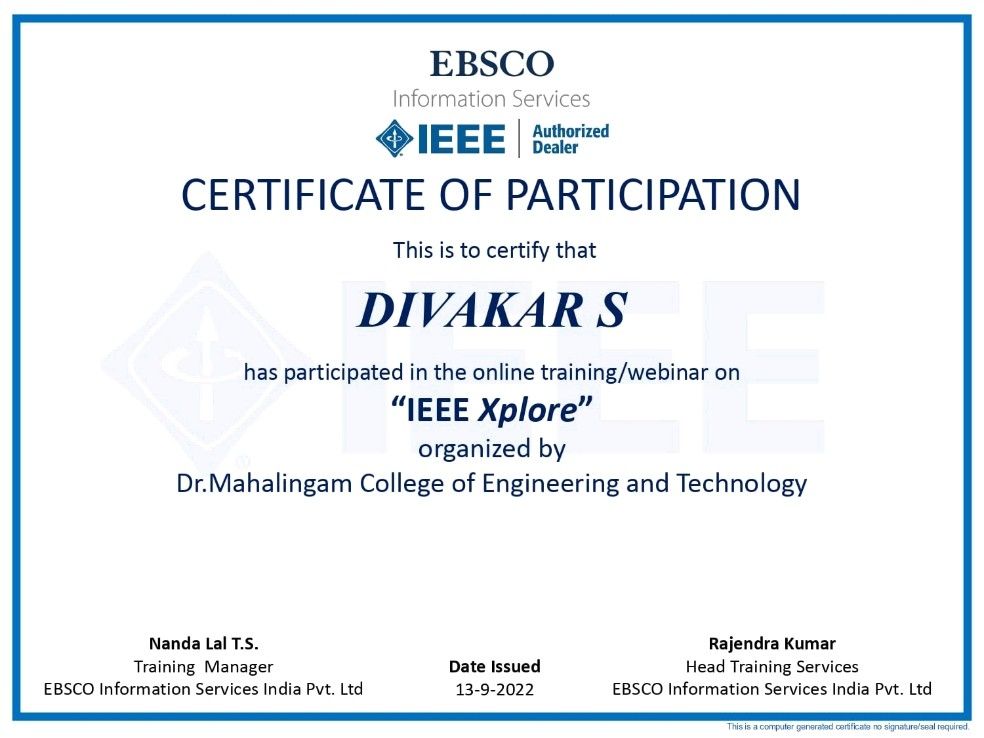 EBSCO
Information Services
IEEE Authorized Dealer
CERTIFICATE OF PARTICIPATION
This is to certify that
DIVAKAR S
has participated in the online training/webinar on
“IEEE Xplore”
organized by
Dr.Mahalingam College of Engineering and Technology
IEEE
Nanda Lal T.S.
Training Manager
EBSCO Information Services India Pvt. Ltd
Date Issued
13-9-2022
Rajendra Kumar
Head Training Services
EBSCO Information Services India Pvt. Ltd
This is a computer generated certificate no signature/seal required.